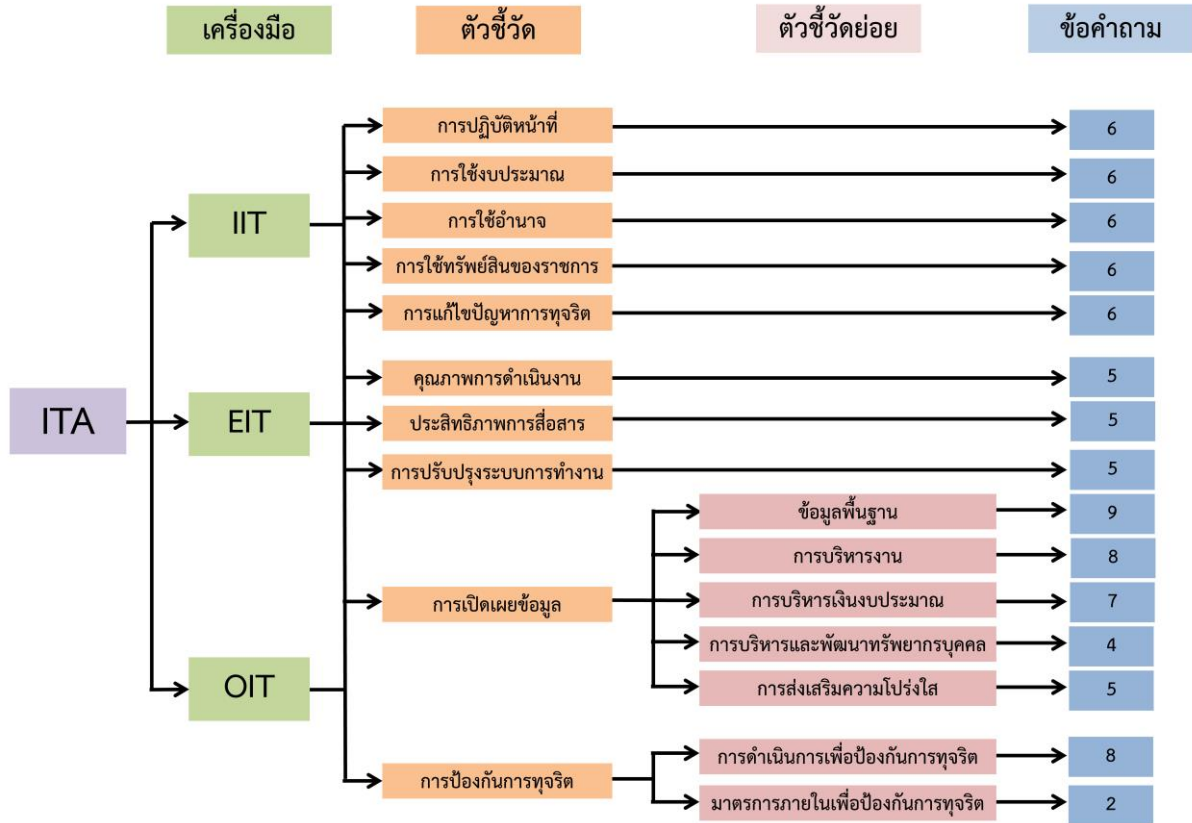 เครื่องมือ
ตัวชี้วัด
ตัวชี้วัดย่อย
ข้อคำถาม
การปฏิบัติหน้าที่
6
การใช้งบประมาณ
6
IIT
การใช้อำนาจ
6
การใช้ทรัพย์สินของราชการ
6
การแก้ไขปัญหาการทุจริต
6
คุณภาพการดำเนินงาน
5
ITA
EIT
ประสิทธิภาพการสื่อสาร
5
การปรับปรุงระบบการทำงาน
5
ข้อมูลพื้นฐาน
9
การบริหารงาน
8
การเปิดเผยข้อมูล
การบริหารเงินงบประมาณ
7
การบริหารและพัฒนาทรัพยากรบุคคล
4
OIT
การส่งเสริมความโปร่งใส
5
การป้องกันการทุจริต
การดำเนินการเพื่อป้องกันการทุจริต
8
มาตรการภายในเพื่อป้องกันการทุจริต
2